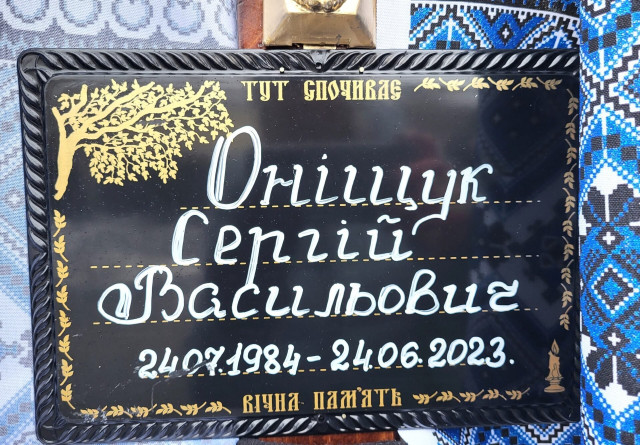 ТУТ СПОЧИВАЄ
Оніщук
Сергій
Васильович
24.07.1984 - 24.06.2023.
ВІЧНА ПАМ'ЯТЬ